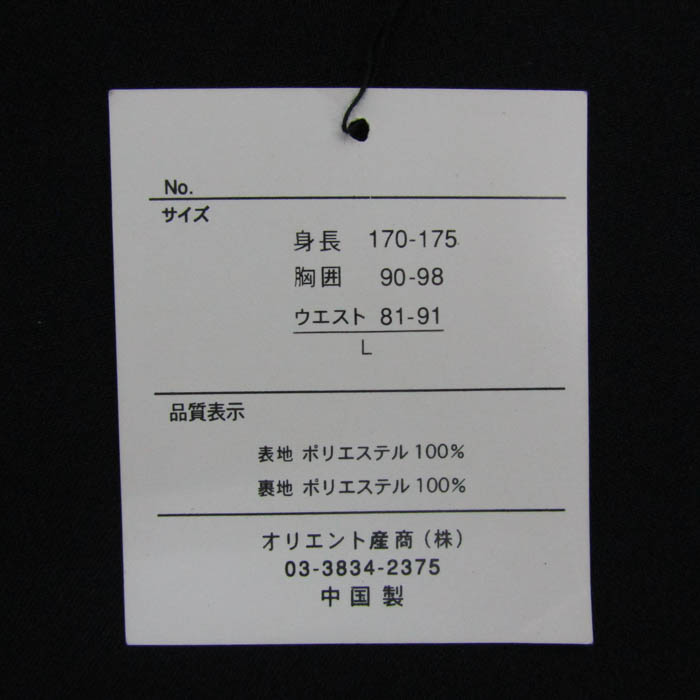 No.
サイズ
身長 170-175
胸囲 90-98
ウエスト 81-91
L
品質表示
表地 ポリエステル 100%
裏地 ポリエステル 100%
オリエント産商(株)
03-3834-2375
中国製